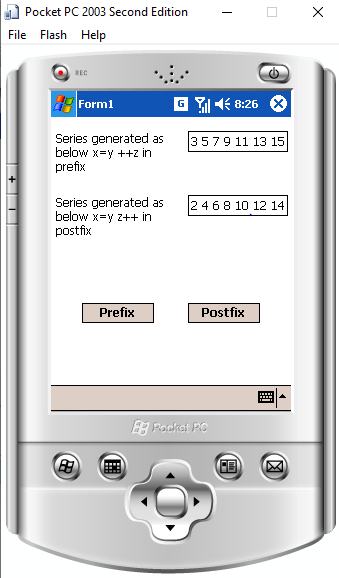 Pocket PC 2003 Second Edition
File Flash Help
REC
Form1 G 8:26
Series generated as
below x=y ++z in
prefix
3 5 7 9 11 13 15
Series generated as
below x=y z++ in
postfix
2 4 6 8 10 12 14
Prefix Postfix
Pocket PC
+
−